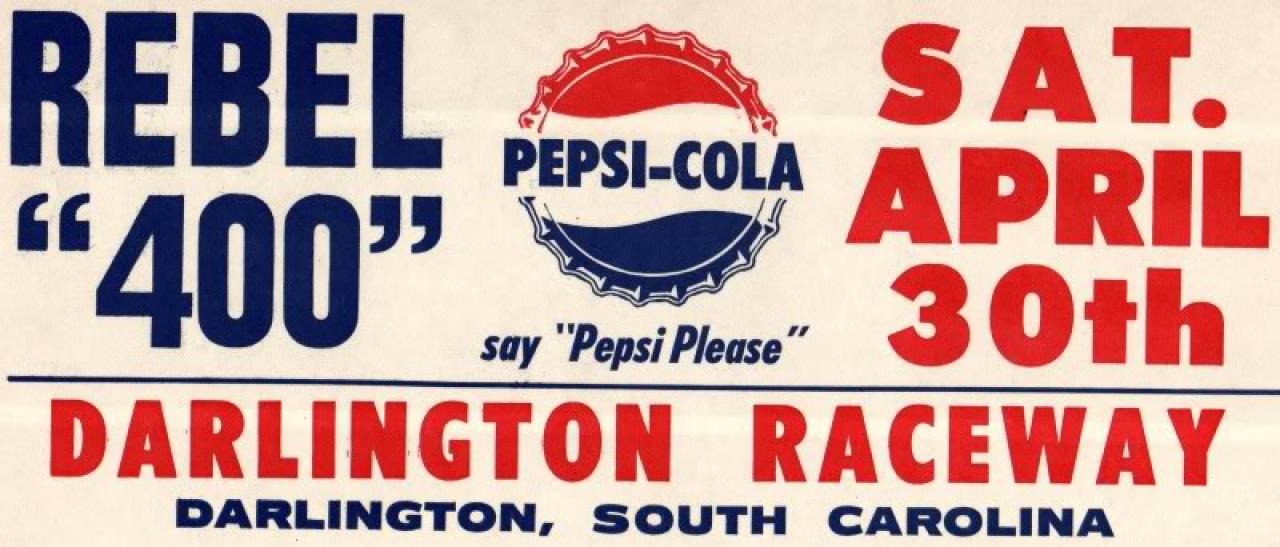 REBEL
“400”
PEPSI-COLA
say "Pepsi Please"
SAT.
APRIL
30th
DARLINGTON RACEWAY
DARLINGTON, SOUTH CAROLINA